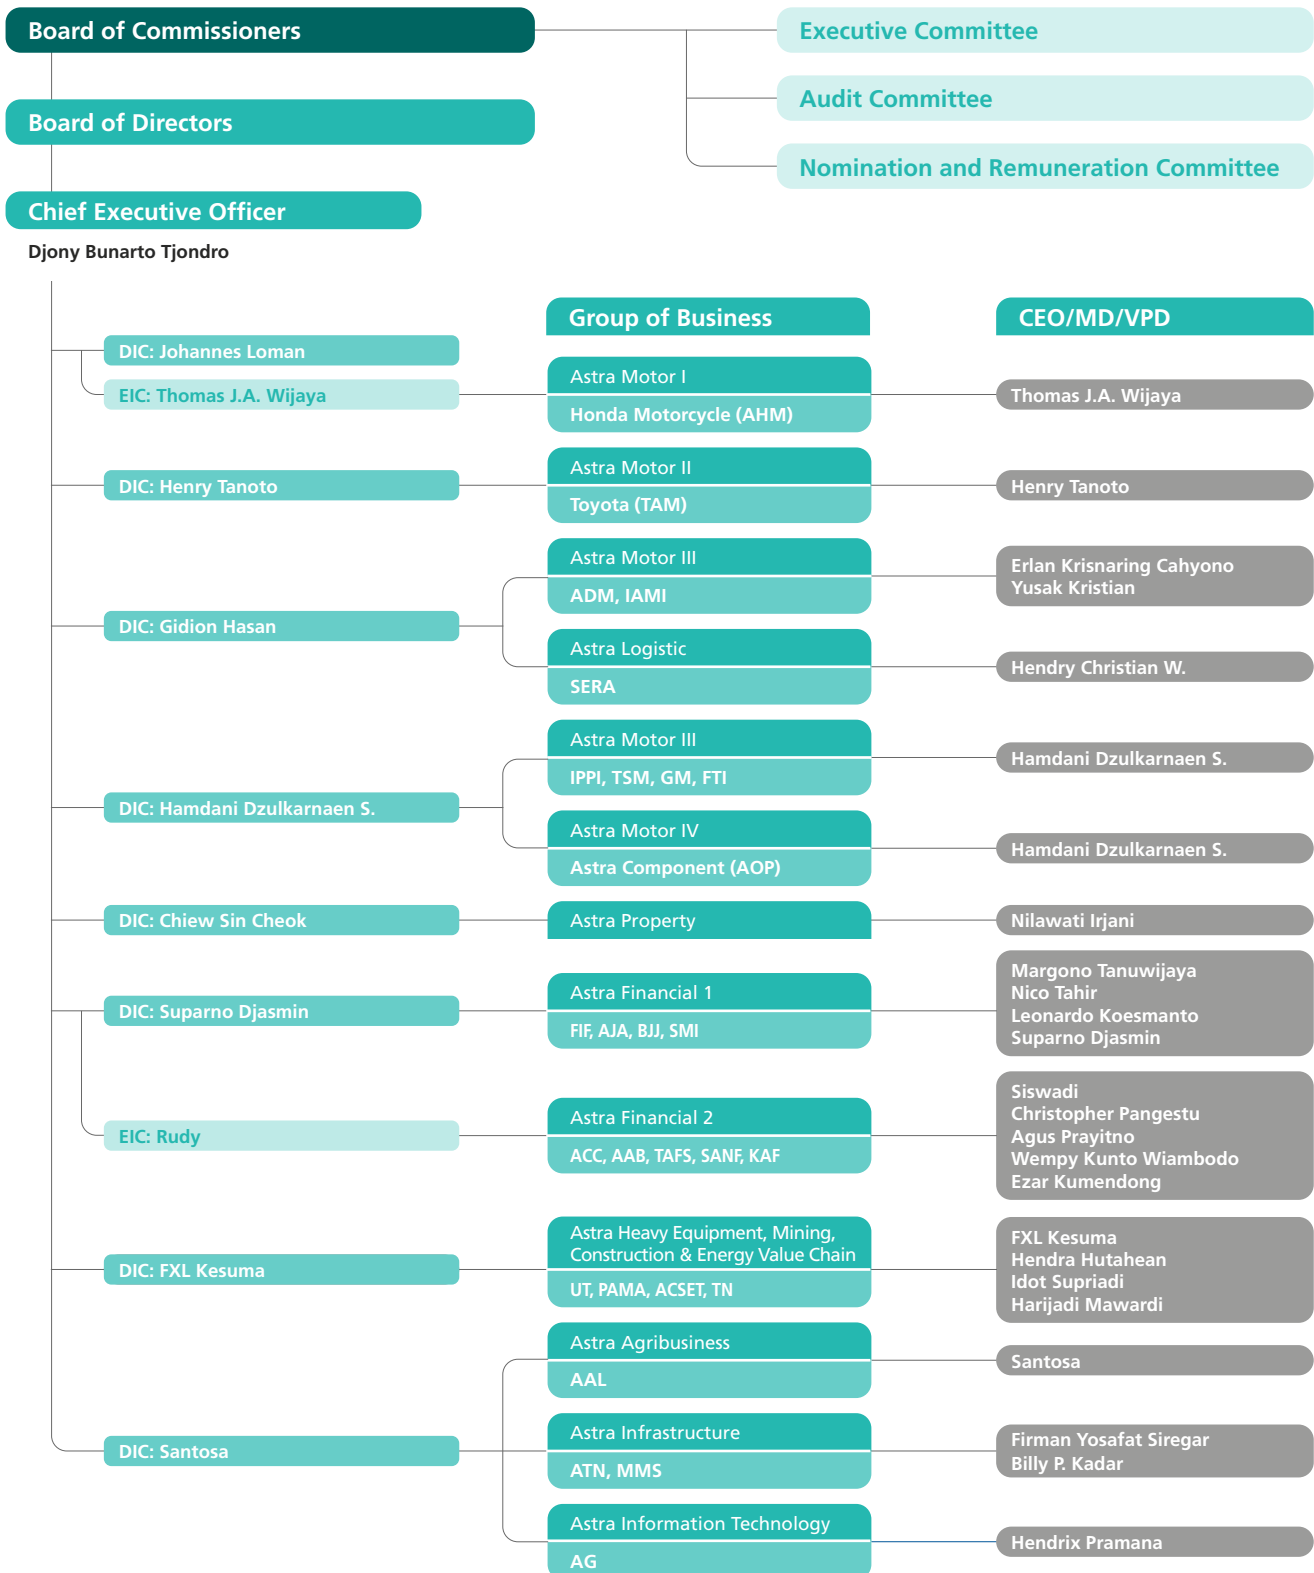 Board of Commissioners
Executive Committee
Audit Committee
Board of Directors
Nomination and Remuneration Committee
Chief Executive Officer
Djony Bunarto Tjondro
Group of Business
CEO/MD/VPD
DIC: Johannes Loman
EIC: Thomas J.A. Wijaya
Astra Motor I
Honda Motorcycle (AHM)
Thomas J.A. Wijaya
DIC: Henry Tanoto
Astra Motor II
Toyota (TAM)
Henry Tanoto
DIC: Gidion Hasan
Astra Motor III
ADM, IAMI
Erlan Krisnaring Cahyono
Yusak Kristian
Astra Logistic
SERA
Hendry Christian W.
DIC: Hamdani Dzulkarnaen S.
Astra Motor III
IPPI, TSM, GM, FTI
Hamdani Dzulkarnaen S.
Astra Motor IV
Astra Component (AOP)
Hamdani Dzulkarnaen S.
DIC: Chiew Sin Cheok
Astra Property
Nilawati Irjani
DIC: Suparno Djasmin
Astra Financial 1
FIF, AJA, BJJ, SMI
Margono Tanuwijaya
Nico Tahir
Leonardo Koesmanto
Suparno Djasmin
EIC: Rudy
Astra Financial 2
ACC, AAB, TAFS, SANF, KAF
Siswadi
Christopher Pangestu
Agus Prayitno
Wempy Kunto Wiambodo
Ezar Kumendong
DIC: FXL Kesuma
Astra Heavy Equipment, Mining,
Construction & Energy Value Chain
UT, PAMA, ACSET, TN
FXL Kesuma
Hendra Hutahean
Idot Supriadi
Harijadi Mawardi
DIC: Santosa
Astra Agribusiness
AAL
Santosa
Astra Infrastructure
ATN, MMS
Firman Yosafat Siregar
Billy P. Kadar
Astra Information Technology
AG
Hendrix Pramana